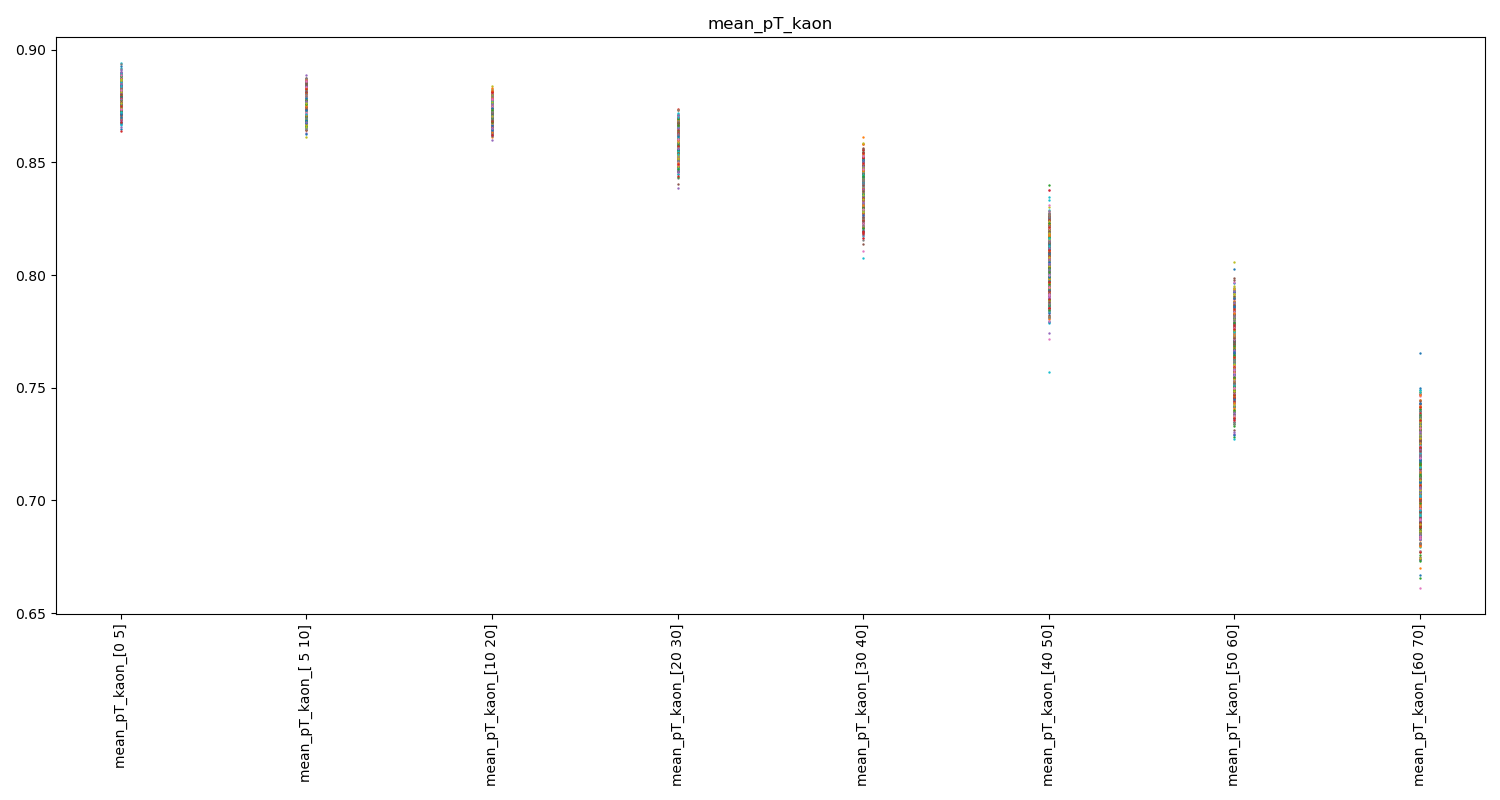 mean_pT_kaon
0.90
0.85
0.80
0.75
0.70
0.65
mean_pT_kaon_[0 5]
mean_pT_kaon_[ 5 10]
mean_pT_kaon_[10 20]
mean_pT_kaon_[20 30]
mean_pT_kaon_[30 40]
mean_pT_kaon_[40 50]
mean_pT_kaon_[50 60]
mean_pT_kaon_[60 70]